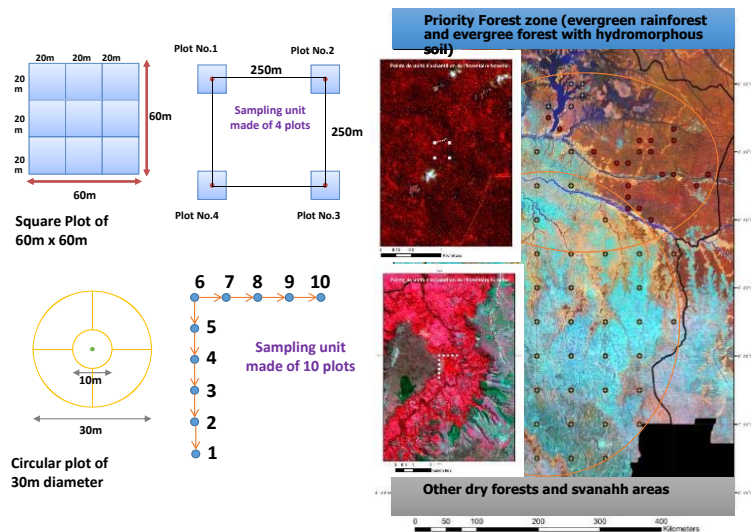 20m 20m 20m
20
m
20
m
20
m
60m
60m
Square Plot of
60m x 60m
Plot No.1
Plot No.2
250m
Sampling unit
made of 4 plots
250m
Plot No.4
Plot No.3
10m
30m
Circular plot of
30m diameter
6 7 8 9 10
5
4
3
2
1
Sampling unit
made of 10 plots
Priority Forest zone (evergreen rainforest
and evergree forest with hydromorphous
soil)
Kilometers
Kilometers
Other dry forests and svanahh areas
0 50 100 200 300 400
Kilometers